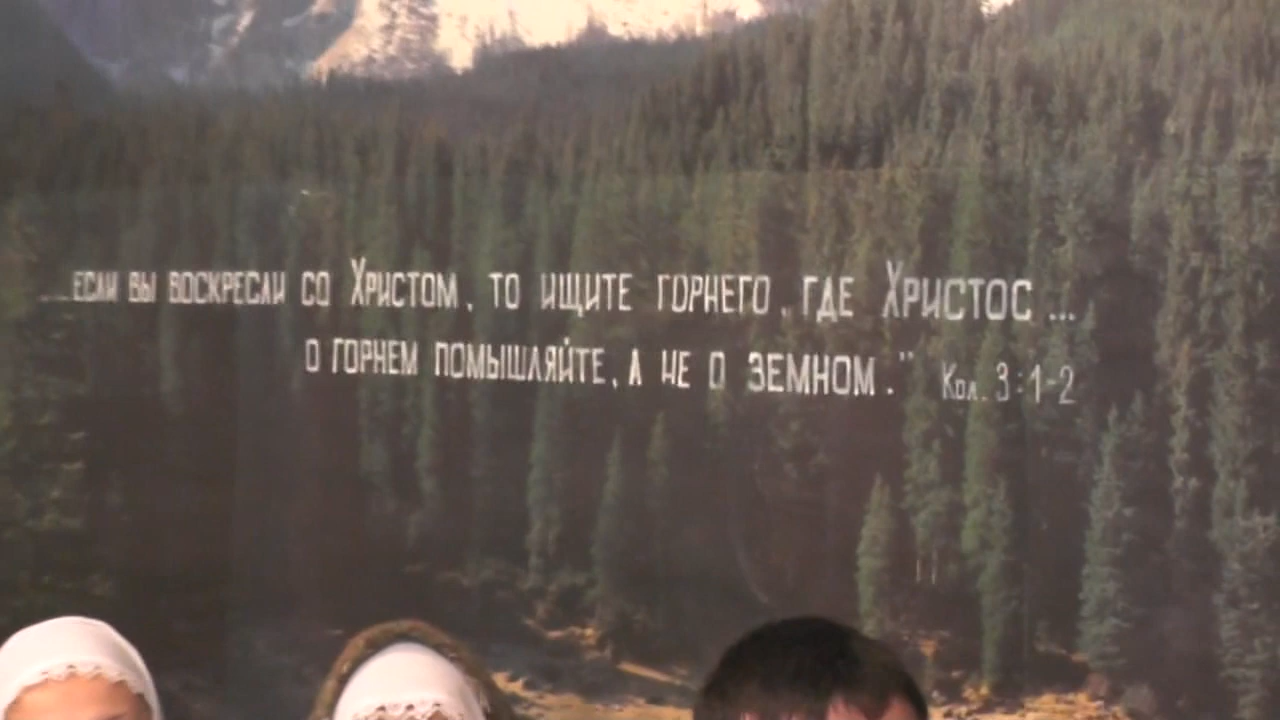 ...если вы воскресли со Христом, то ищите горнего, где Христос ...
о горнем помышляйте, а не о земном." Кол. 3:1-2